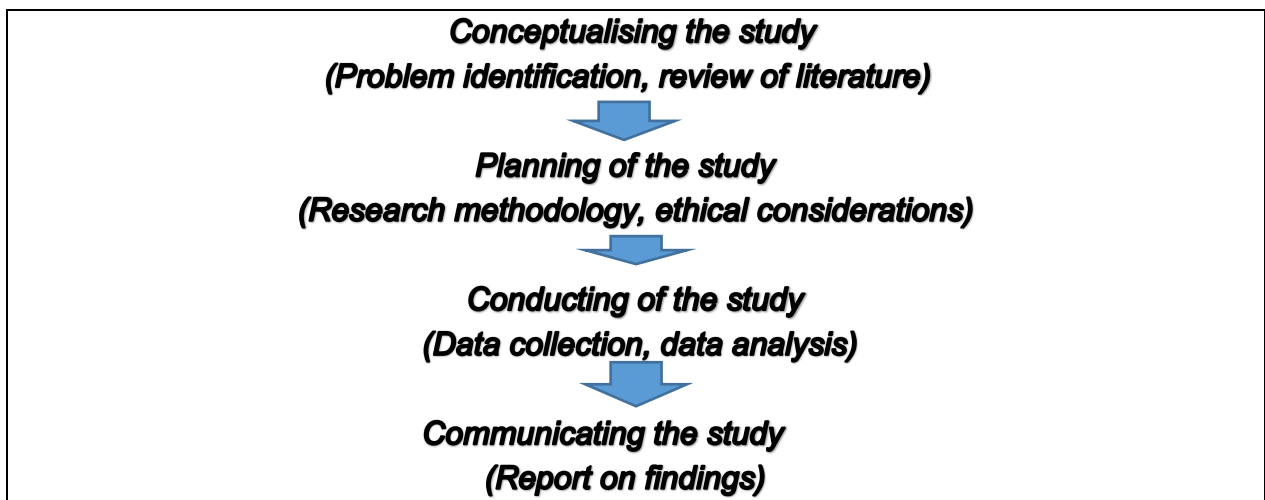 Conceptualising the study
(Problem identification, review of literature)
Planning of the study
(Research methodology, ethical considerations)
Conducting of the study
(Data collection, data analysis)
Communicating the study
(Report on findings)